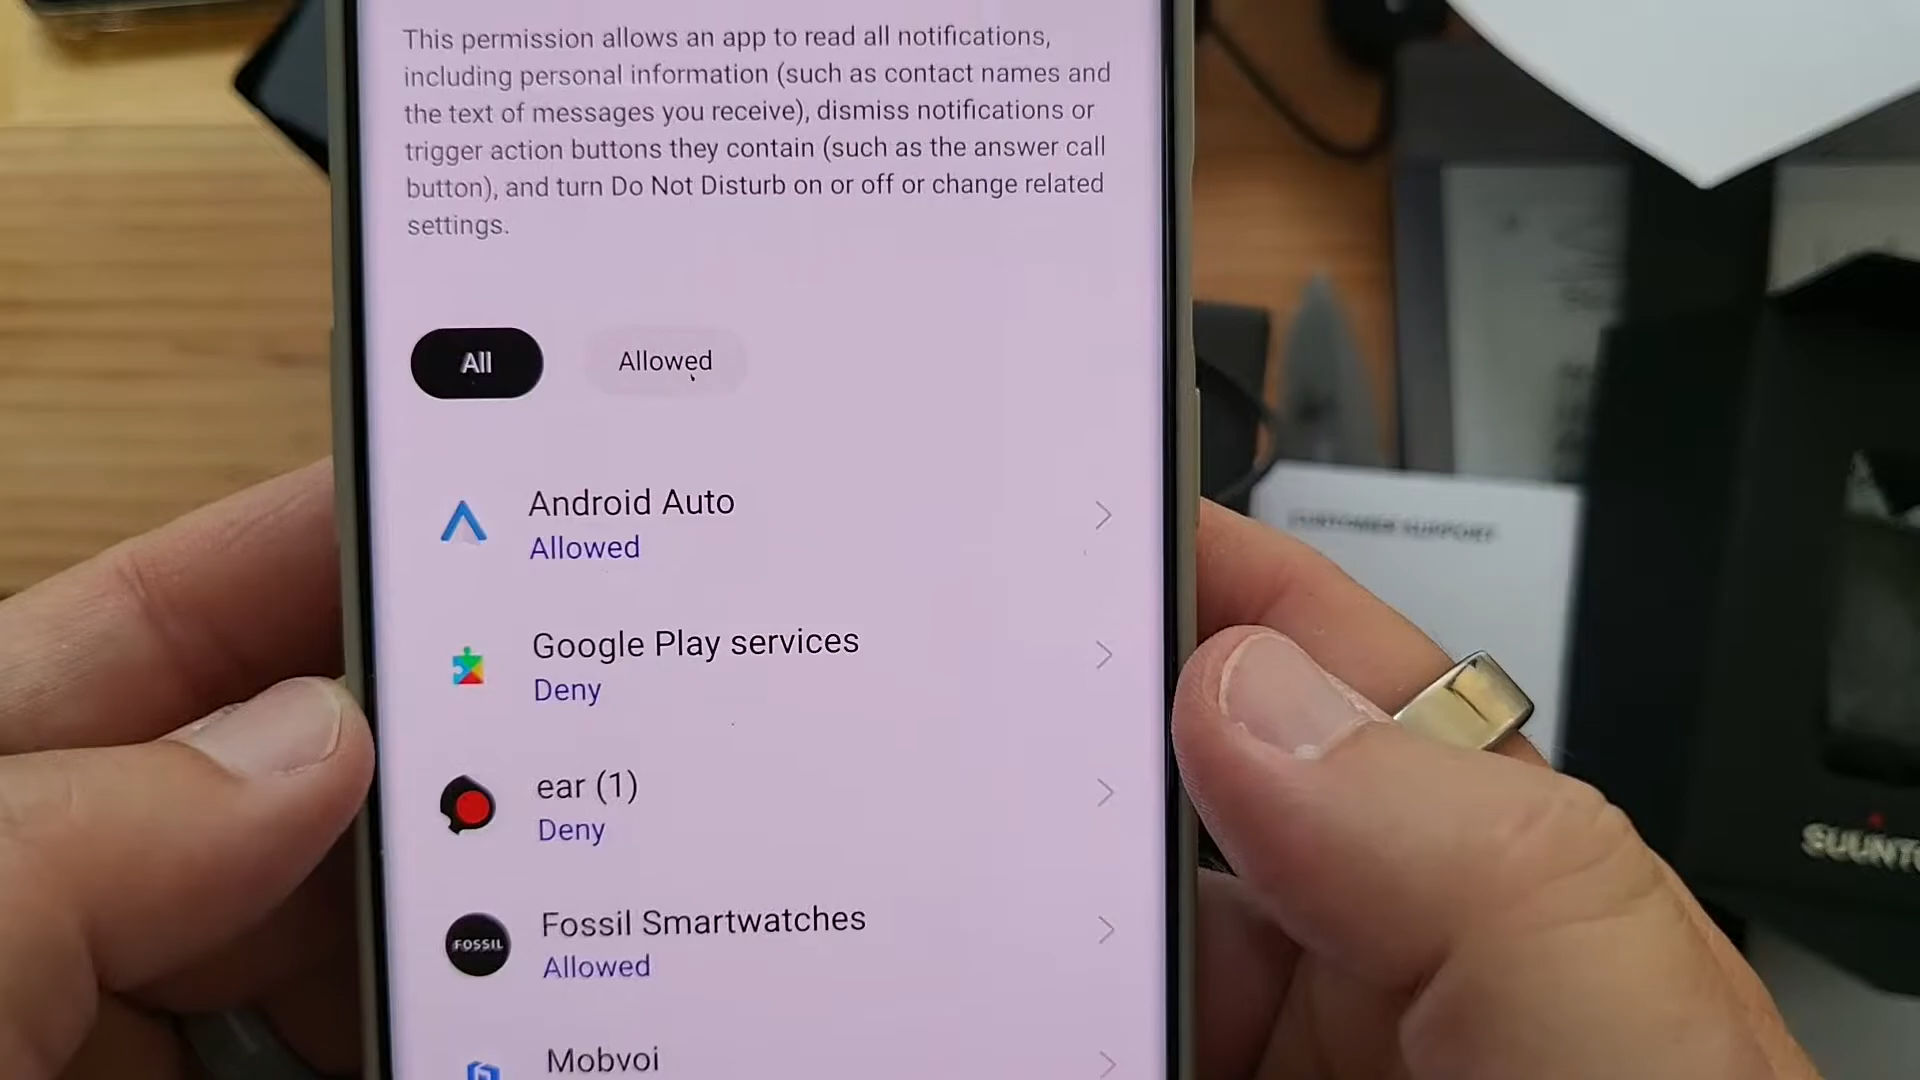 This permission allows an app to read all notifications,
including personal information (such as contact names and
the text of messages you receive), dismiss notifications or
trigger action buttons they contain (such as the answer call
button), and turn Do Not Disturb on or off or change related
settings.
All
Allowed
Android Auto
Allowed
Google Play services
Deny
ear (1)
Deny
Fossil Smartwatches
Allowed
FOSSIL
Mobvoi
CUSTOMER SUPPORT